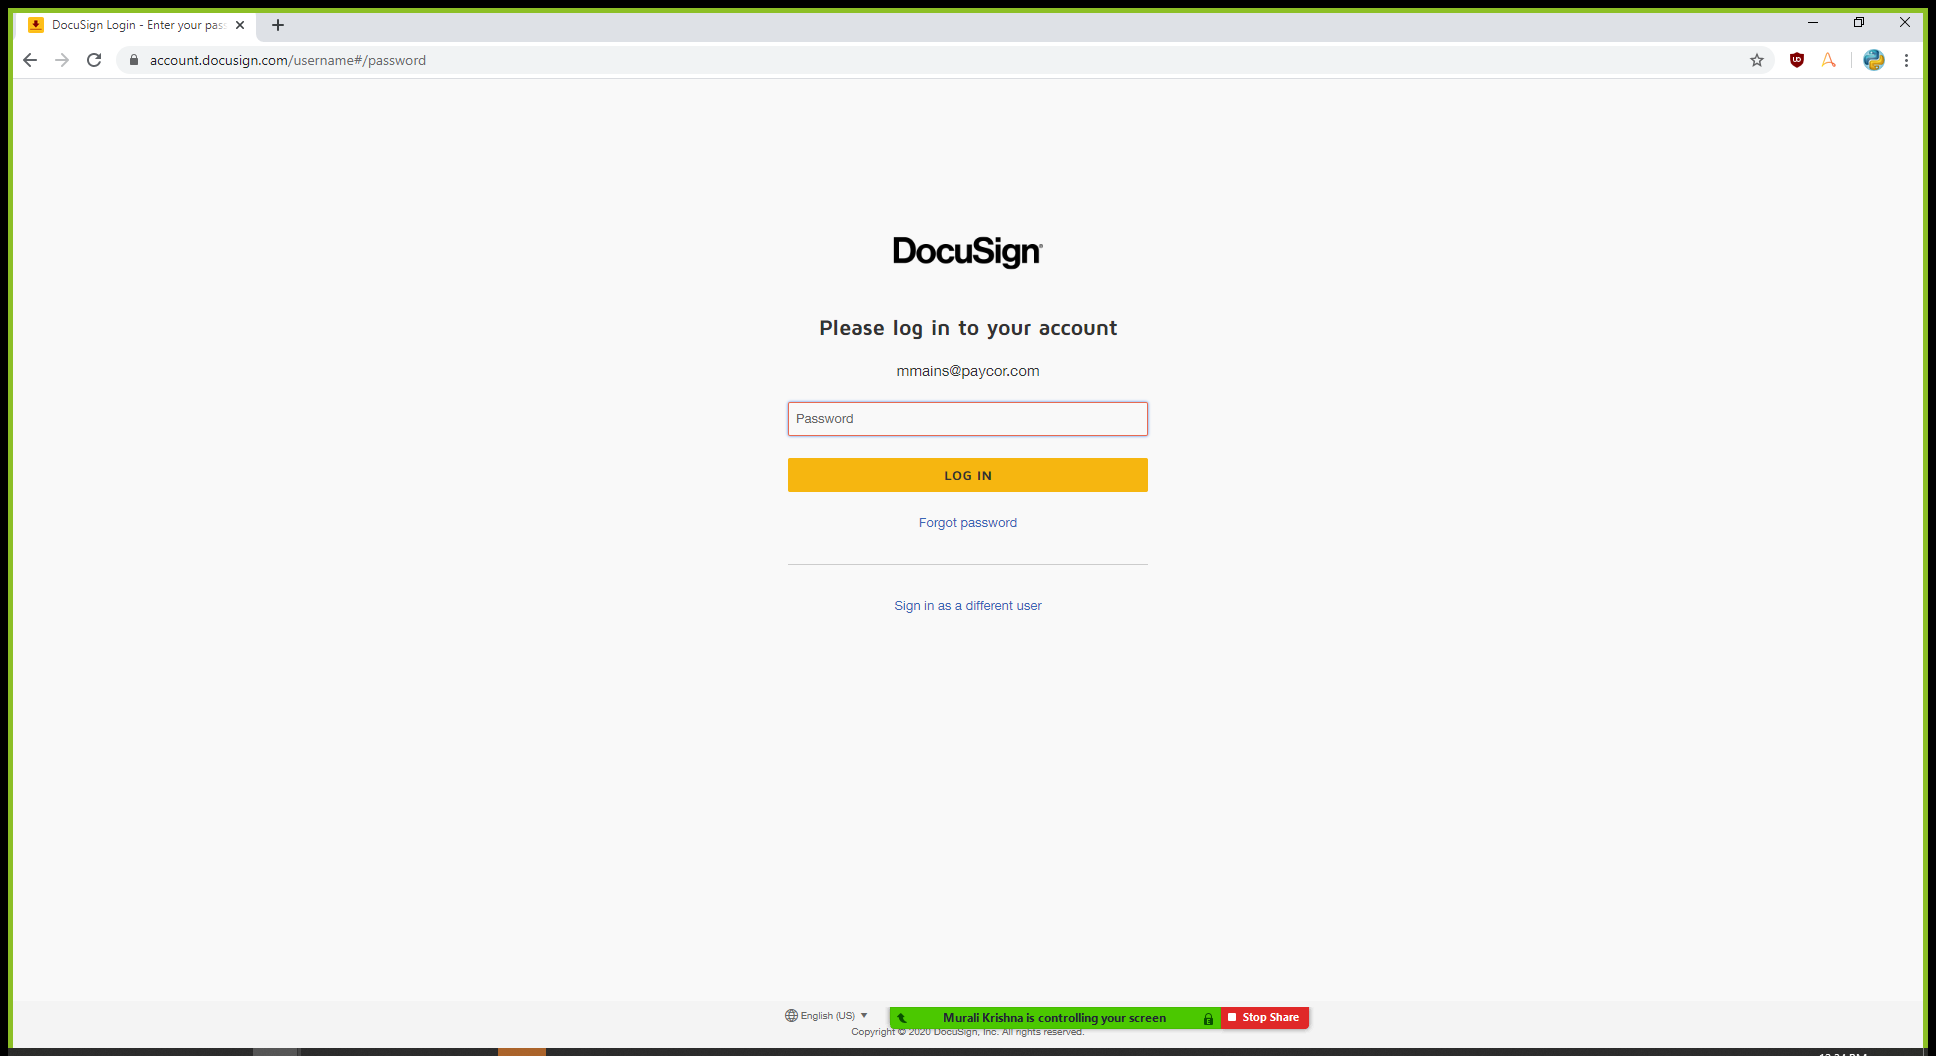 DocuSign Login - Enter your pas
account.docusign.com/username#/password
DocuSign
Please log in to your account
mmains@paycor.com
Password
LOG IN
Forgot password
Sign in as a different user
English (US)
Murali Krishna is controlling your screen
Stop Share
Copyright © 2020 DocuSign, Inc. All rights reserved.